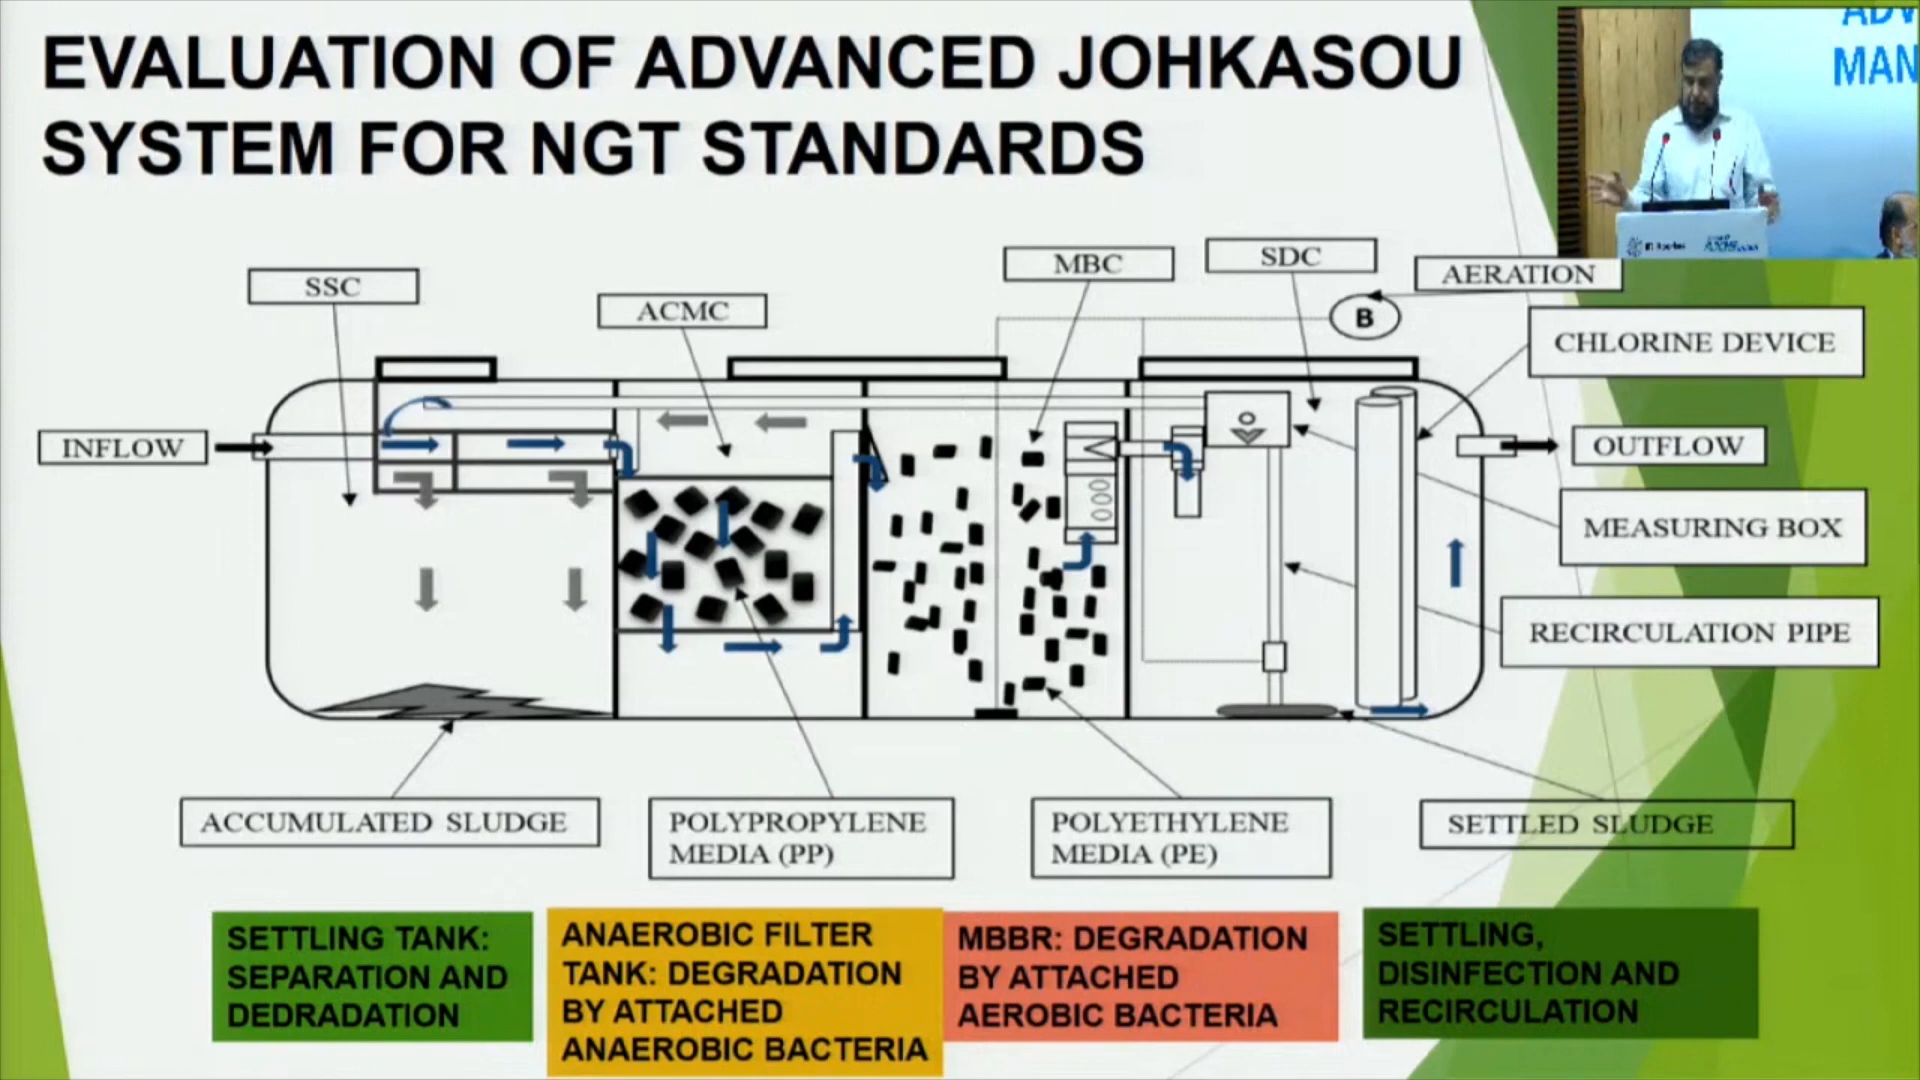 EVALUATION OF ADVANCED JOHKASOU
SYSTEM FOR NGT STANDARDS
ADV
MAN
SSC
ACMC
MBC
SDC
AERATION
B
CHLORINE DEVICE
INFLOW
OUTFLOW
MEASURING BOX
RECIRCULATION PIPE
ACCUMULATED SLUDGE
POLYPROPYLENE
MEDIA (PP)
POLYETHYLENE
MEDIA (PE)
SETTLED SLUDGE
SETTLING TANK:
SEPARATION AND
DEDRADATION
ANAEROBIC FILTER
TANK: DEGRADATION
BY ATTACHED
ANAEROBIC BACTERIA
MBBR: DEGRADATION
BY ATTACHED
AEROBIC BACTERIA
SETTLING,
DISINFECTION AND
RECIRCULATION